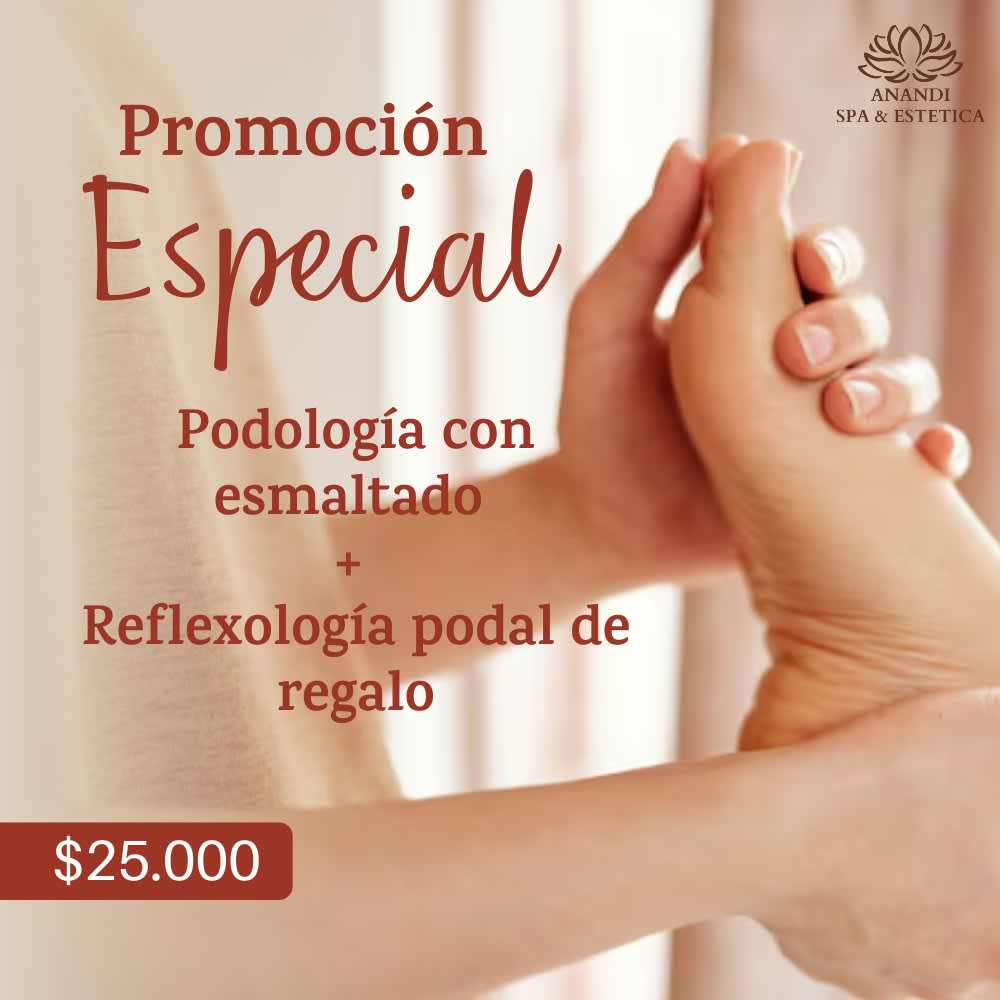 ANANDI
SPA & ESTETICA
Promoción
Especial
Podología con
esmaltado
+
Reflexología podal de
regalo
$25.000